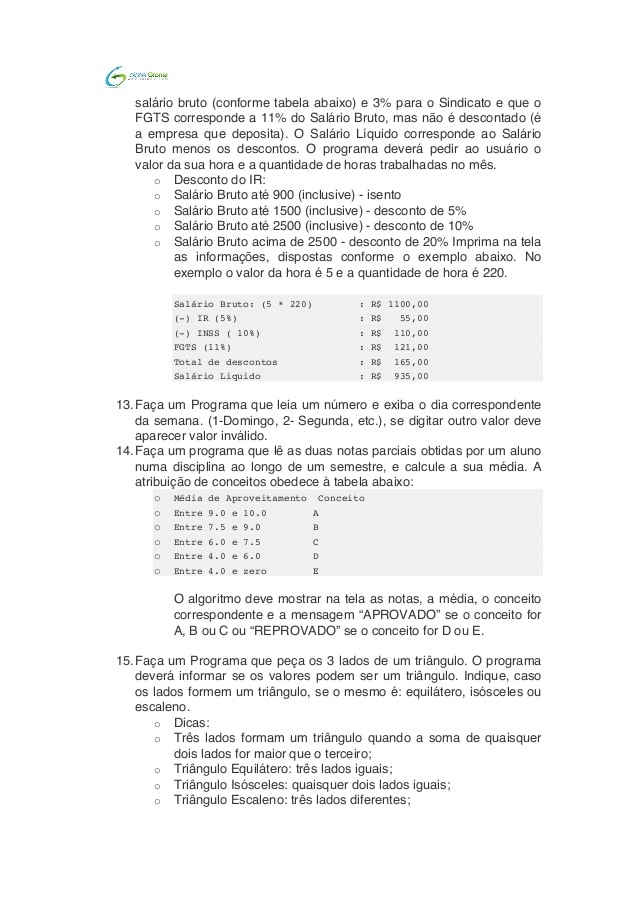 salário bruto (conforme tabela abaixo) e 3% para o Sindicato e que o
FGTS corresponde a 11% do Salário Bruto, mas não é descontado (é
a empresa que deposita). O Salário Líquido corresponde ao Salário
Bruto menos os descontos. O programa deverá pedir ao usuário o
valor da sua hora e a quantidade de horas trabalhadas no mês.
o Desconto do IR:
o Salário Bruto até 900 (inclusive) - isento
o Salário Bruto até 1500 (inclusive) - desconto de 5%
o Salário Bruto até 2500 (inclusive) - desconto de 10%
o Salário Bruto acima de 2500 - desconto de 20% Imprima na tela
as informações, dispostas conforme o exemplo abaixo. No
exemplo o valor da hora é 5 e a quantidade de hora é 220.
Salário Bruto: (5 * 220) : R$ 1100,00
(-) IR (5%) : R$ 55,00
(-) INSS ( 10%) : R$ 110,00
FGTS (11%) : R$ 121,00
Total de descontos : R$ 165,00
Salário Liquido : R$ 935,00
13. Faça um Programa que leia um número e exiba o dia correspondente
da semana. (1-Domingo, 2- Segunda, etc.), se digitar outro valor deve
aparecer valor inválido.
14. Faça um programa que lê as duas notas parciais obtidas por um aluno
numa disciplina ao longo de um semestre, e calcule a sua média. A
atribuição de conceitos obedece à tabela abaixo:
o Média de Aproveitamento Conceito
o Entre 9.0 e 10.0 A
o Entre 7.5 e 9.0 B
o Entre 6.0 e 7.5 C
o Entre 4.0 e 6.0 D
o Entre 4.0 e zero E
O algoritmo deve mostrar na tela as notas, a média, o conceito
correspondente e a mensagem “APROVADO” se o conceito for
A, B ou C ou “REPROVADO” se o conceito for D ou E.
15. Faça um Programa que peça os 3 lados de um triângulo. O programa
deverá informar se os valores podem ser um triângulo. Indique, caso
os lados formem um triângulo, se o mesmo é: equilátero, isósceles ou
escaleno.
o Dicas:
o Três lados formam um triângulo quando a soma de quaisquer
dois lados for maior que o terceiro;
o Triângulo Equilátero: três lados iguais;
o Triângulo Isósceles: quaisquer dois lados iguais;
o Triângulo Escaleno: três lados diferentes;